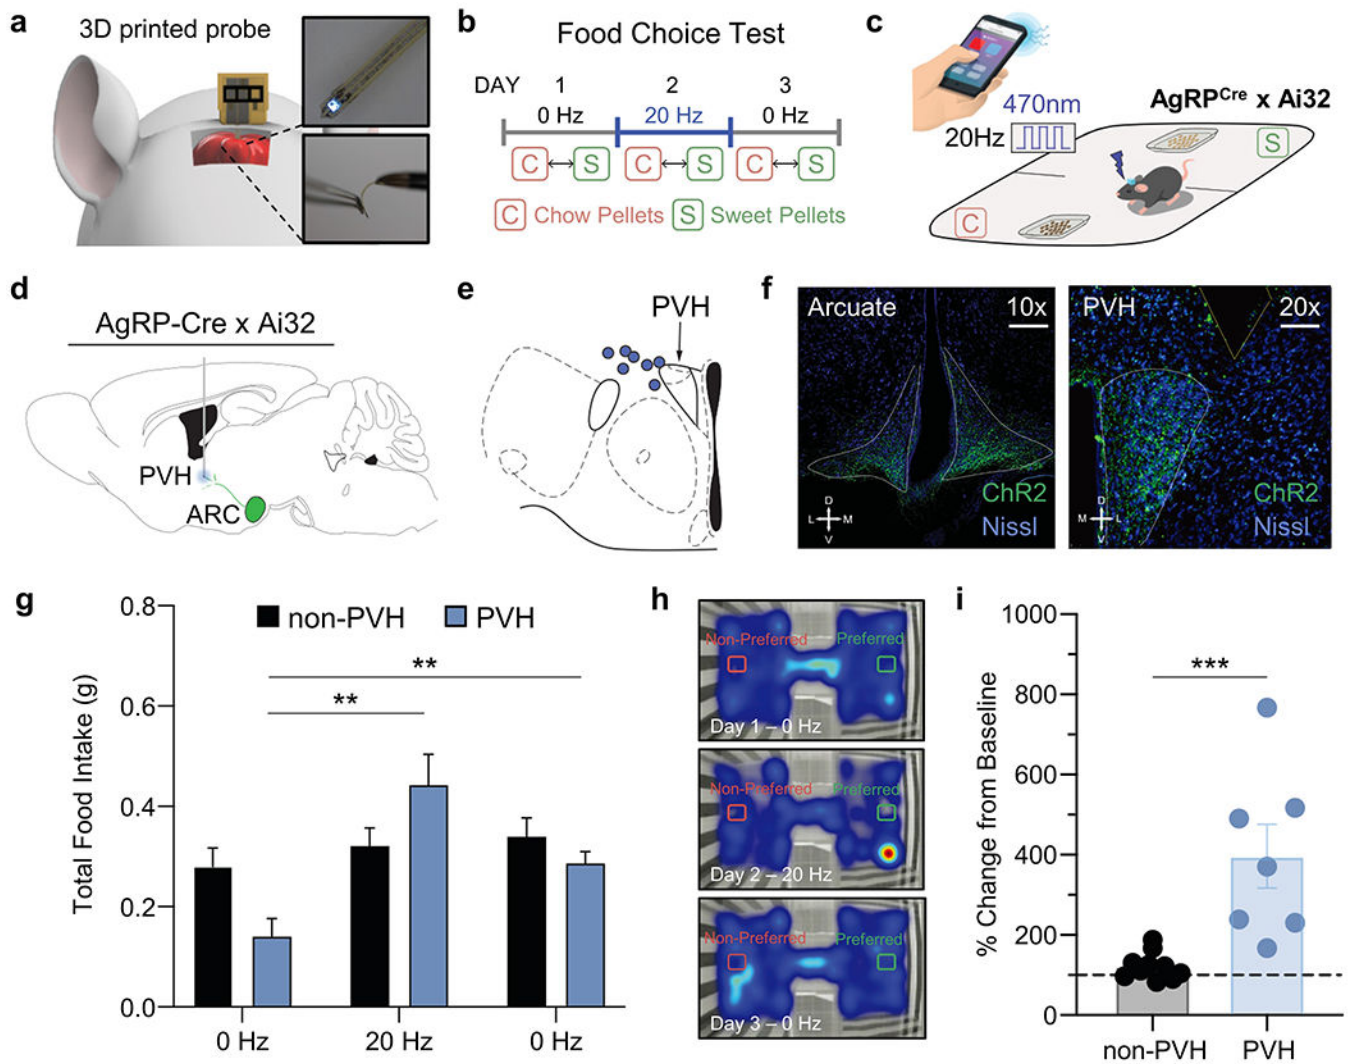 a
3D printed probe
b
Food Choice Test
DAY 1 2 3
0 Hz 20 Hz 0 Hz
C S C S C S
C Chow Pellets S Sweet Pellets
c
470nm
20Hz
AgRPCre x Ai32
S
C
d
AgRP-Cre x Ai32
PVH
ARC
e
PVH
f
Arcuate 10x
ChR2
Nissl
D
L M
V
PVH 20x
ChR2
Nissl
D
M L
V
g
Total Food Intake (g)
0.8
0.6
0.4
0.2
0.0
non-PVH PVH
**
**
0 Hz 20 Hz 0 Hz
h
Non-Preferred Preferred
Day 1 – 0 Hz
Non-Preferred Preferred
Day 2 – 20 Hz
Non-Preferred Preferred
Day 3 – 0 Hz
i
% Change from Baseline
1000
800
600
400
200
0
***
non-PVH PVH